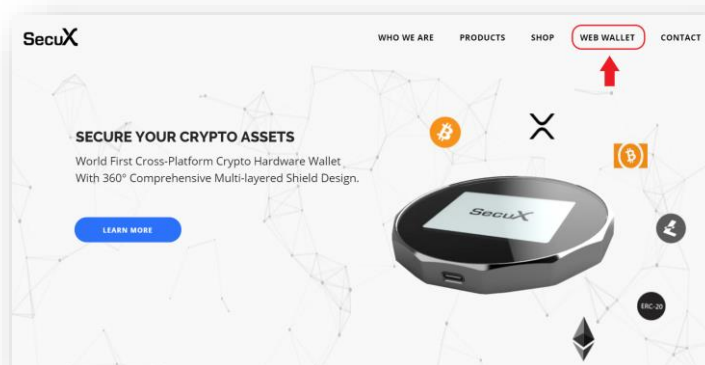 SecuX
WHO WE ARE PRODUCTS SHOP WEB WALLET CONTACT
SECURE YOUR CRYPTO ASSETS
World First Cross-Platform Crypto Hardware Wallet
With 360° Comprehensive Multi-layered Shield Design.
LEARN MORE
SecuX
ERC-20